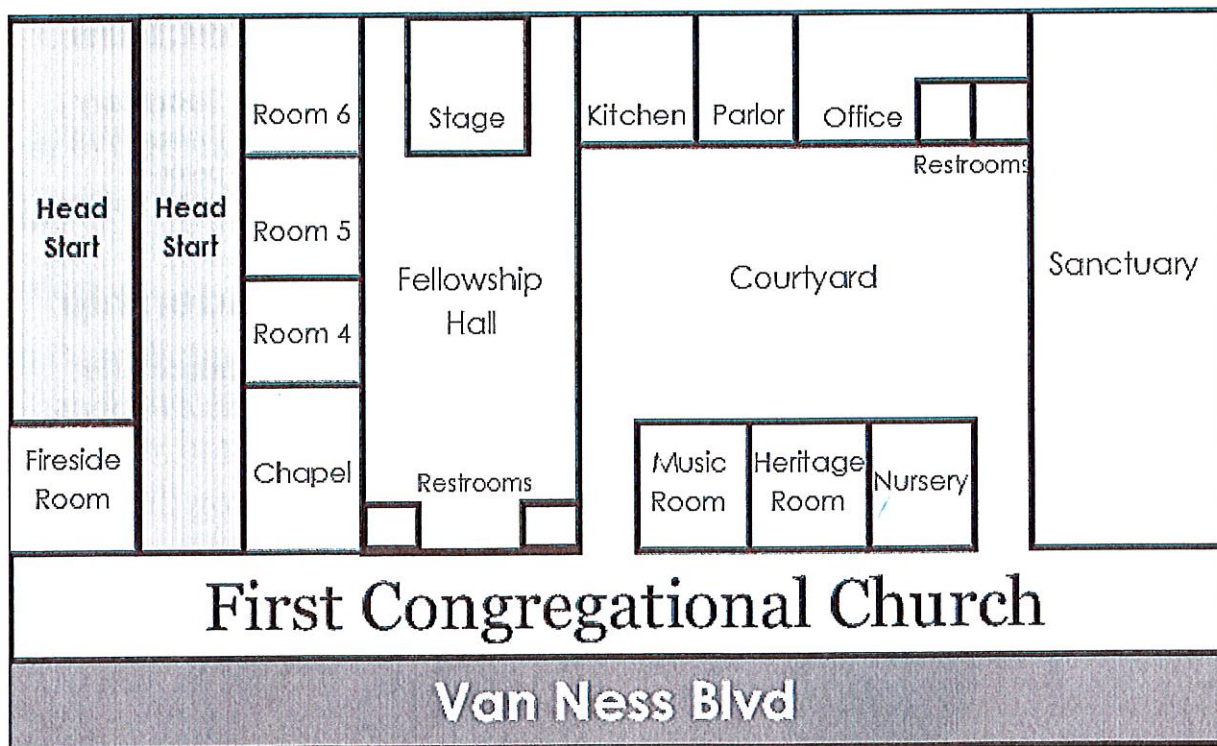 Room 6
Stage
Kitchen
Parlor
Office
Restrooms
Head
Start
Head
Start
Room 5
Fellowship
Hall
Courtyard
Sanctuary
Room 4
Fireside
Room
Chapel
Restrooms
Music
Room
Heritage
Room
Nursery
First Congregational Church
Van Ness Blvd